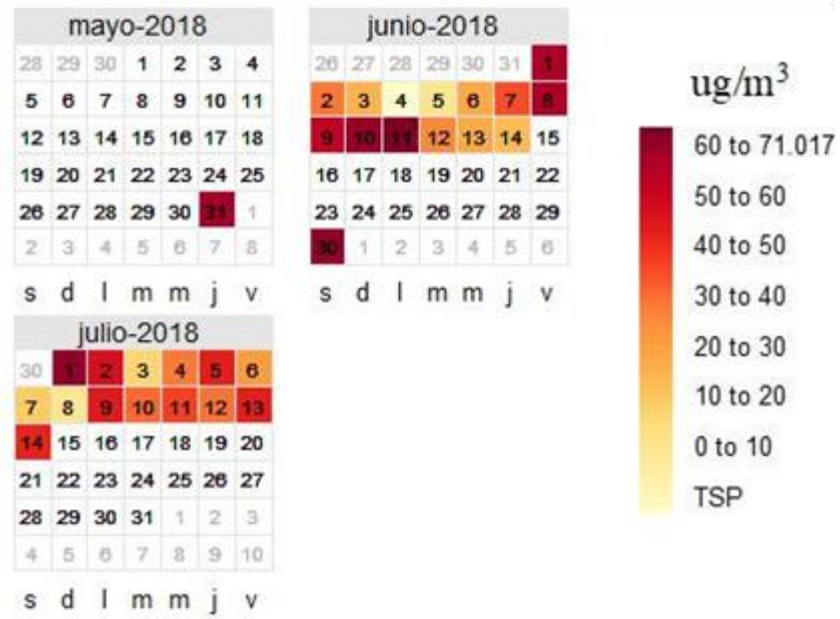 mayo-2018
28 29 30 1 2 3 4
5 6 7 8 9 10 11
12 13 14 15 16 17 18
19 20 21 22 23 24 25
26 27 28 29 30 31 1
2 3 4 5 6 7 8
s d l m m j v
junio-2018
26 27 28 29 30 31 1
2 3 4 5 6 7 8
9 10 11 12 13 14 15
16 17 18 19 20 21 22
23 24 25 26 27 28 29
30 1 2 3 4 5 6
s d l m m j v
julio-2018
30 1 2 3 4 5 6
7 8 9 10 11 12 13
14 15 16 17 18 19 20
21 22 23 24 25 26 27
28 29 30 31 1 2 3
4 5 6 7 8 9 10
s d l m m j v
ug/m³
60 to 71.017
50 to 60
40 to 50
30 to 40
20 to 30
10 to 20
0 to 10
TSP